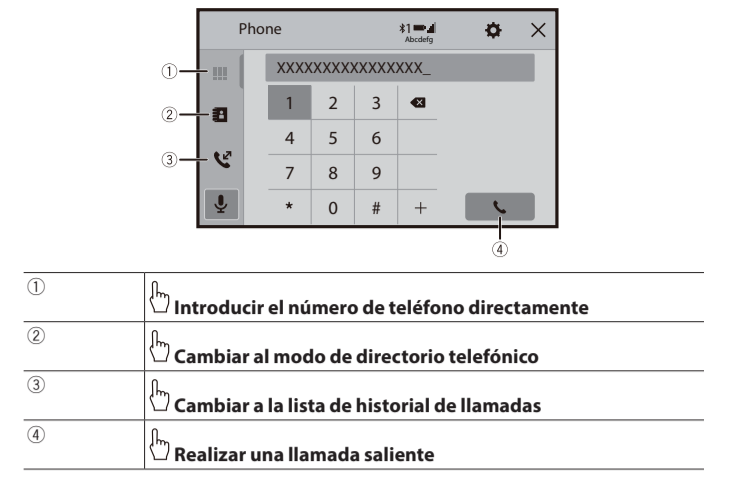 Phone
1
Abcdefg
XXXXXXXXXXXXXXXX_
① 
1 2 3
②
4 5 6
③
7 8 9
* 0 # +
④
① Introducir el número de teléfono directamente
② Cambiar al modo de directorio telefónico
③ Cambiar a la lista de historial de llamadas
④ Realizar una llamada saliente